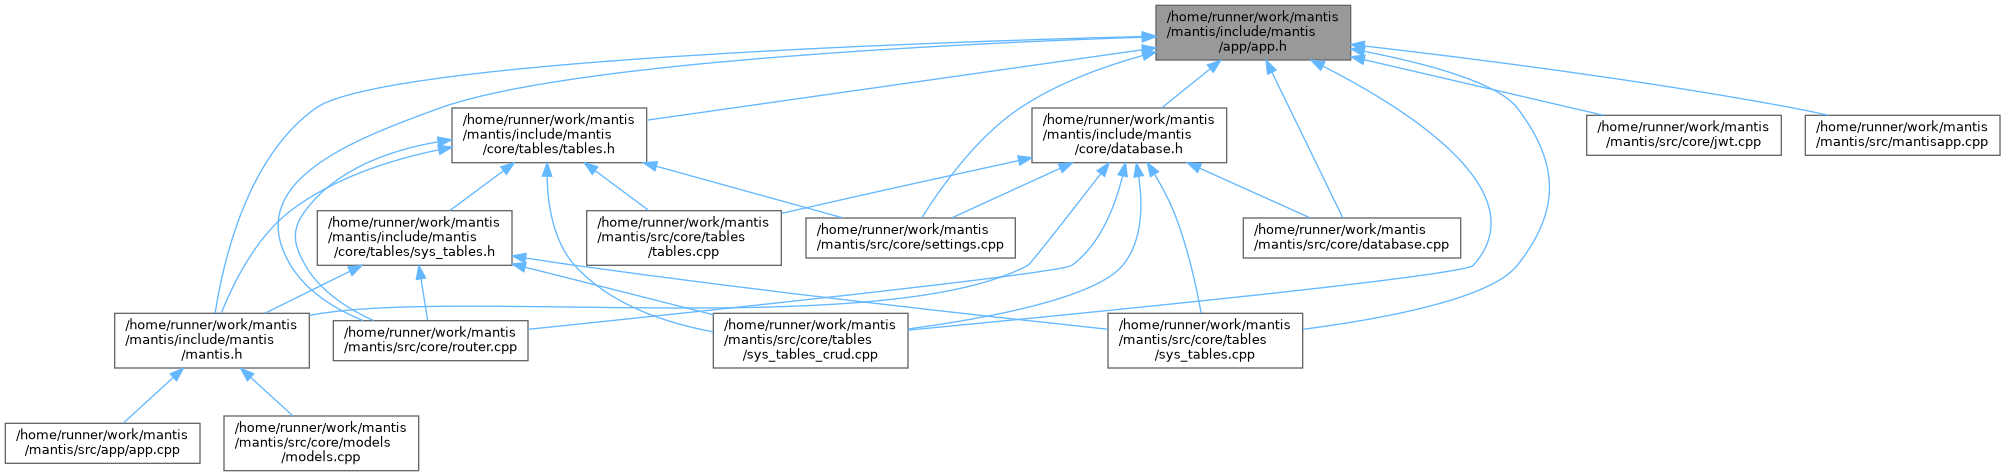 /home/runner/work/mantis
/mantis/include/mantis
/app/app.h
/home/runner/work/mantis
/mantis/include/mantis
/core/tables/tables.h
/home/runner/work/mantis
/mantis/include/mantis
/core/database.h
/home/runner/work/mantis
/mantis/src/core/jwt.cpp
/home/runner/work/mantis
/mantis/src/mantisapp.cpp
/home/runner/work/mantis
/mantis/include/mantis
/core/tables/sys_tables.h
/home/runner/work/mantis
/mantis/src/core/tables
/tables.cpp
/home/runner/work/mantis
/mantis/src/core/settings.cpp
/home/runner/work/mantis
/mantis/src/core/database.cpp
/home/runner/work/mantis
/mantis/include/mantis
/mantis.h
/home/runner/work/mantis
/mantis/src/core/router.cpp
/home/runner/work/mantis
/mantis/src/core/tables
/sys_tables_crud.cpp
/home/runner/work/mantis
/mantis/src/core/tables
/sys_tables.cpp
/home/runner/work/mantis
/mantis/src/app/app.cpp
/home/runner/work/mantis
/mantis/src/core/models
/models.cpp